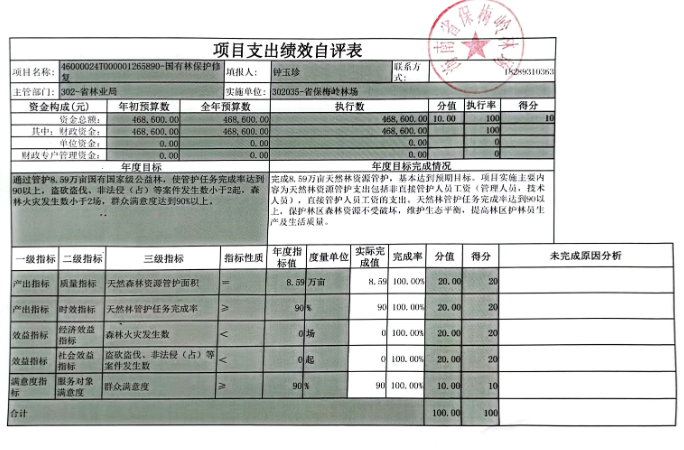 海南省保梅岭林场
项目支出绩效自评表
项目名称: 46000024T000001265890-国有林保护修复 填报人: 钟玉珍 联系方式: 18289310363
主管部门: 302-省林业局 实施单位: 302035-省保梅岭林场
资金构成(元) 年初预算数 全年预算数 执行数 分值 执行率 得分
资金总额: 468,600.00 468,600.00 468,600.00 10.00 100 10
其中: 财政资金: 468,600.00 468,600.00 468,600.00 100
单位资金: 0.00 0.00 0.00 0
财政专户管理资金: 0.00 0.00 0.00 0
年度目标 年度目标完成情况
通过管护8.59万亩国有国家级公益林, 使管护任务完成率达到
90以上, 盗砍盗伐、非法侵（占）等案件发生数小于2起, 森
林火灾发生数小于2场, 群众满意度达到90%以上。
完成8.59万亩天然林资源管护, 基本达到预期目标。项目实施主要内
容为天然林资源管护支出包括非直接管护人员工资（管理人员, 技术
人员）, 直接管护人员工资的支出, 天然林管护任务完成率达到90以
上, 保护林区森林资源不受破坏, 维护生态平衡, 提高林区护林员生
产及生活质量。
一级指标 二级指标 三级指标 指标性质 年度指标值 度量单位 实际完成值 完成率 分值 得分 未完成原因分析
产出指标 质量指标 天然森林资源管护面积 = 8.59 万亩 8.59 100.00% 20.00 20
产出指标 时效指标 天然林管护任务完成率 ≥ 90 % 90 100.00% 20.00 20
效益指标 经济效益指标 森林火灾发生数 < 0 场 0 100.00% 20.00 20
效益指标 社会效益指标 盗砍盗伐、非法侵（占）等案件发生数 < 0 起 0 100.00% 20.00 20
满意度指标 服务对象满意度 群众满意度 ≥ 90 % 90 100.00% 10.00 10
合计 100.00 100